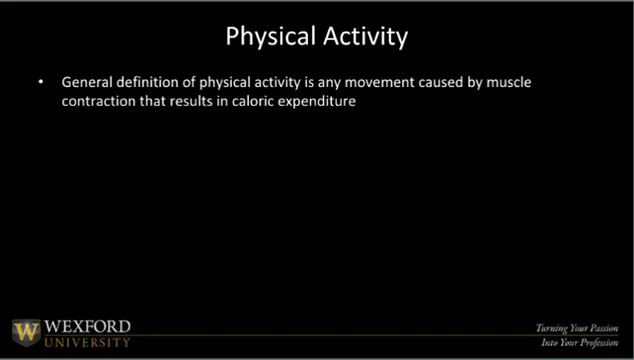 Physical Activity
• General definition of physical activity is any movement caused by muscle
contraction that results in caloric expenditure
W WEXFORD
UNIVERSITY
Turning Your Passion
Into Your Profession